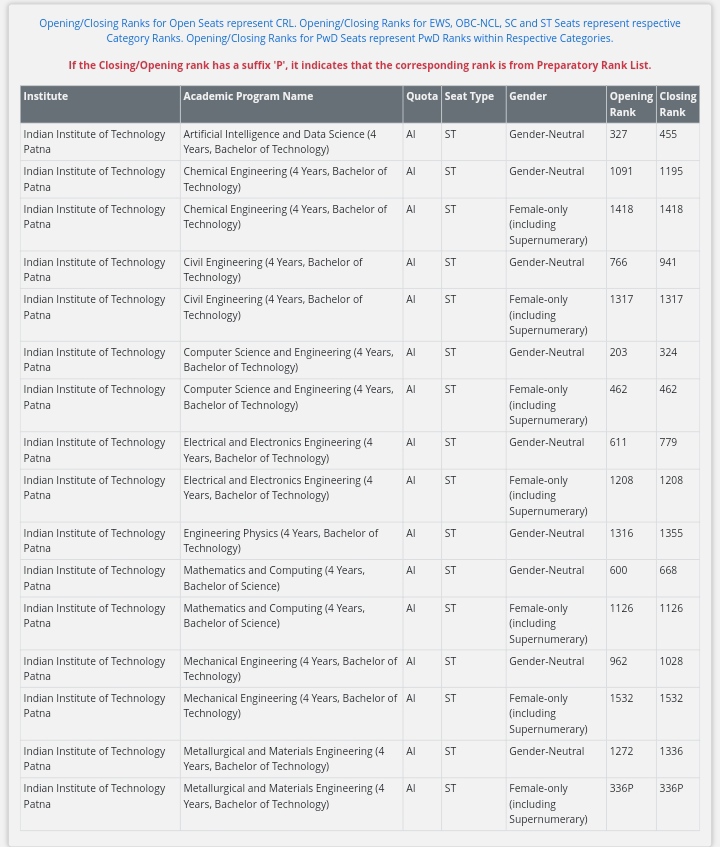 Opening/Closing Ranks for Open Seats represent CRL. Opening/Closing Ranks for EWS, OBC-NCL, SC and ST Seats represent respective
Category Ranks. Opening/Closing Ranks for PwD Seats represent PwD Ranks within Respective Categories.
If the Closing/Opening rank has a suffix 'P', it indicates that the corresponding rank is from Preparatory Rank List.
Institute Academic Program Name Quota Seat Type Gender Opening Closing
Rank Rank
Indian Institute of Technology Artificial Intelligence and Data Science (4 AI ST Gender-Neutral 327 455
Patna Years, Bachelor of Technology)
Indian Institute of Technology Chemical Engineering (4 Years, Bachelor of AI ST Gender-Neutral 1091 1195
Patna Technology)
Indian Institute of Technology Chemical Engineering (4 Years, Bachelor of AI ST Female-only 1418 1418
Patna Technology) (including
Supernumerary)
Indian Institute of Technology Civil Engineering (4 Years, Bachelor of AI ST Gender-Neutral 766 941
Patna Technology)
Indian Institute of Technology Civil Engineering (4 Years, Bachelor of AI ST Female-only 1317 1317
Patna Technology) (including
Supernumerary)
Indian Institute of Technology Computer Science and Engineering (4 Years, AI ST Gender-Neutral 203 324
Patna Bachelor of Technology)
Indian Institute of Technology Computer Science and Engineering (4 Years, AI ST Female-only 462 462
Patna Bachelor of Technology) (including
Supernumerary)
Indian Institute of Technology Electrical and Electronics Engineering (4 AI ST Gender-Neutral 611 779
Patna Years, Bachelor of Technology)
Indian Institute of Technology Electrical and Electronics Engineering (4 AI ST Female-only 1208 1208
Patna Years, Bachelor of Technology) (including
Supernumerary)
Indian Institute of Technology Engineering Physics (4 Years, Bachelor of AI ST Gender-Neutral 1316 1355
Patna Technology)
Indian Institute of Technology Mathematics and Computing (4 Years, AI ST Gender-Neutral 600 668
Patna Bachelor of Science)
Indian Institute of Technology Mathematics and Computing (4 Years, AI ST Female-only 1126 1126
Patna Bachelor of Science) (including
Supernumerary)
Indian Institute of Technology Mechanical Engineering (4 Years, Bachelor of AI ST Gender-Neutral 962 1028
Patna Technology)
Indian Institute of Technology Mechanical Engineering (4 Years, Bachelor of AI ST Female-only 1532 1532
Patna Technology) (including
Supernumerary)
Indian Institute of Technology Metallurgical and Materials Engineering (4 AI ST Gender-Neutral 1272 1336
Patna Years, Bachelor of Technology)
Indian Institute of Technology Metallurgical and Materials Engineering (4 AI ST Female-only 336P 336P
Patna Years, Bachelor of Technology) (including
Supernumerary)